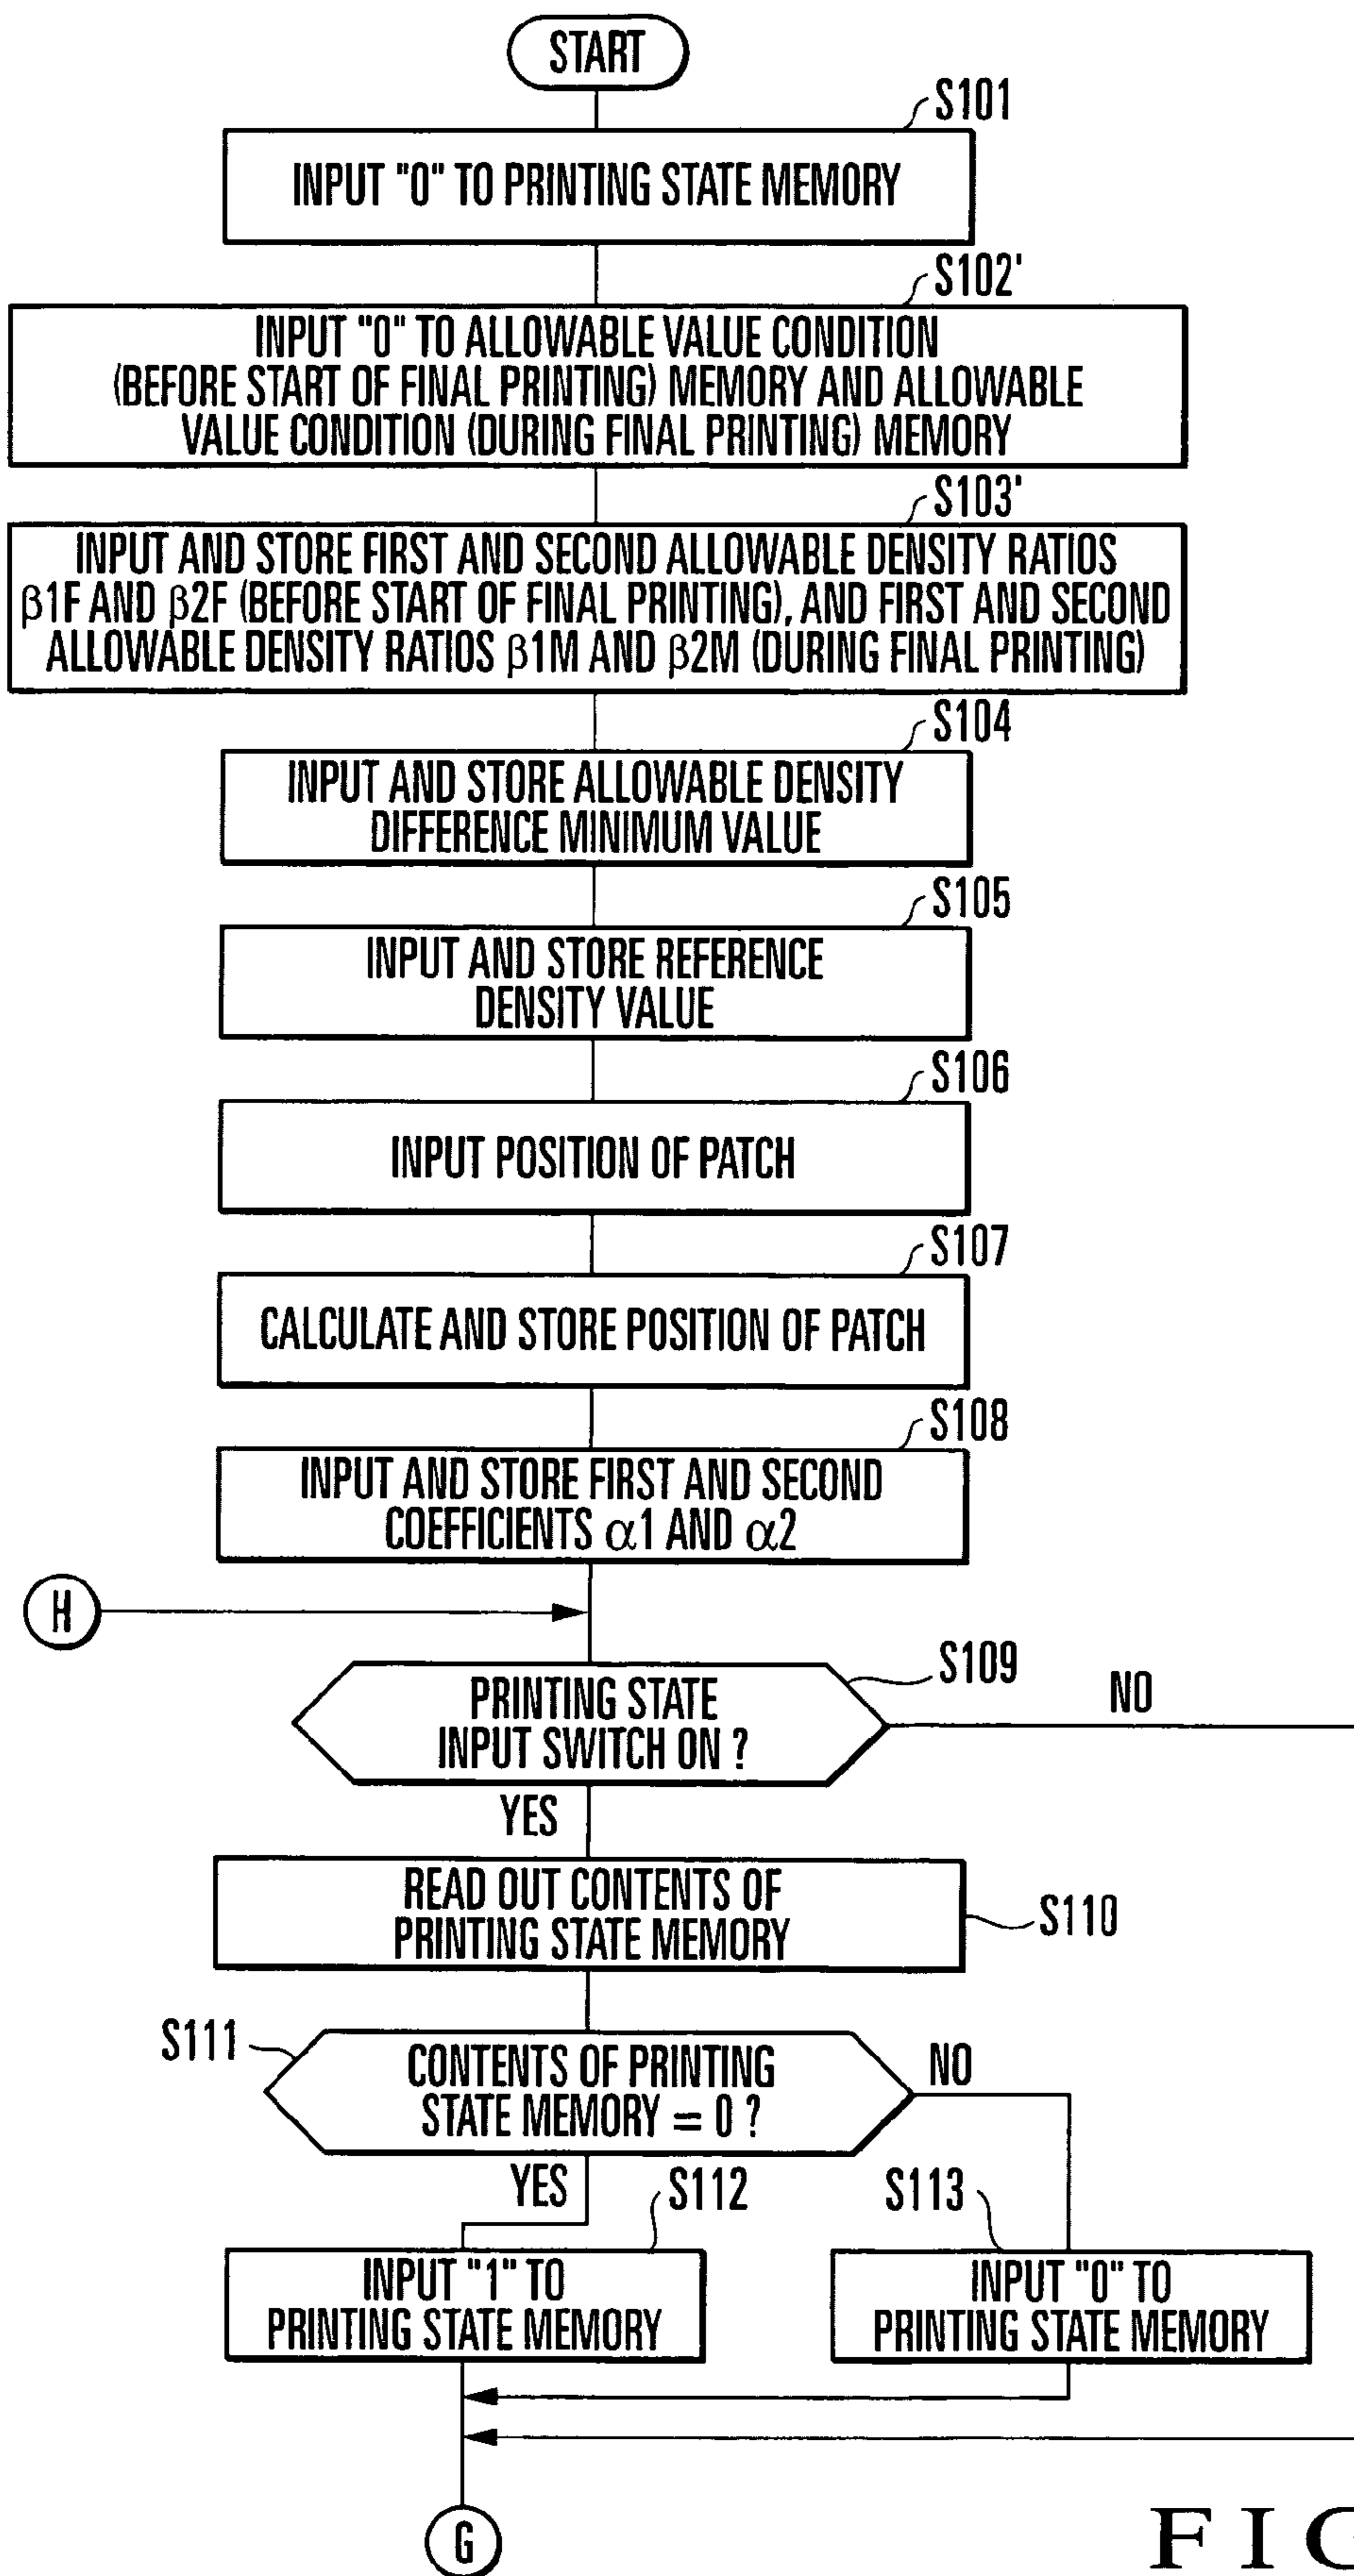 START
S101
INPUT "0" TO PRINTING STATE MEMORY
S102'
INPUT "0" TO ALLOWABLE VALUE CONDITION
(BEFORE START OF FINAL PRINTING) MEMORY AND ALLOWABLE
VALUE CONDITION (DURING FINAL PRINTING) MEMORY
S103'
INPUT AND STORE FIRST AND SECOND ALLOWABLE DENSITY RATIOS
β1F AND β2F (BEFORE START OF FINAL PRINTING), AND FIRST AND SECOND
ALLOWABLE DENSITY RATIOS β1M AND β2M (DURING FINAL PRINTING)
S104
INPUT AND STORE ALLOWABLE DENSITY
DIFFERENCE MINIMUM VALUE
S105
INPUT AND STORE REFERENCE
DENSITY VALUE
S106
INPUT POSITION OF PATCH
S107
CALCULATE AND STORE POSITION OF PATCH
S108
INPUT AND STORE FIRST AND SECOND
COEFFICIENTS α1 AND α2
H
S109
PRINTING STATE
INPUT SWITCH ON ?
NO
YES
READ OUT CONTENTS OF
PRINTING STATE MEMORY
S110
S111
CONTENTS OF PRINTING
STATE MEMORY = 0 ?
NO
YES
S112
S113
INPUT "1" TO
PRINTING STATE MEMORY
INPUT "0" TO
PRINTING STATE MEMORY
G